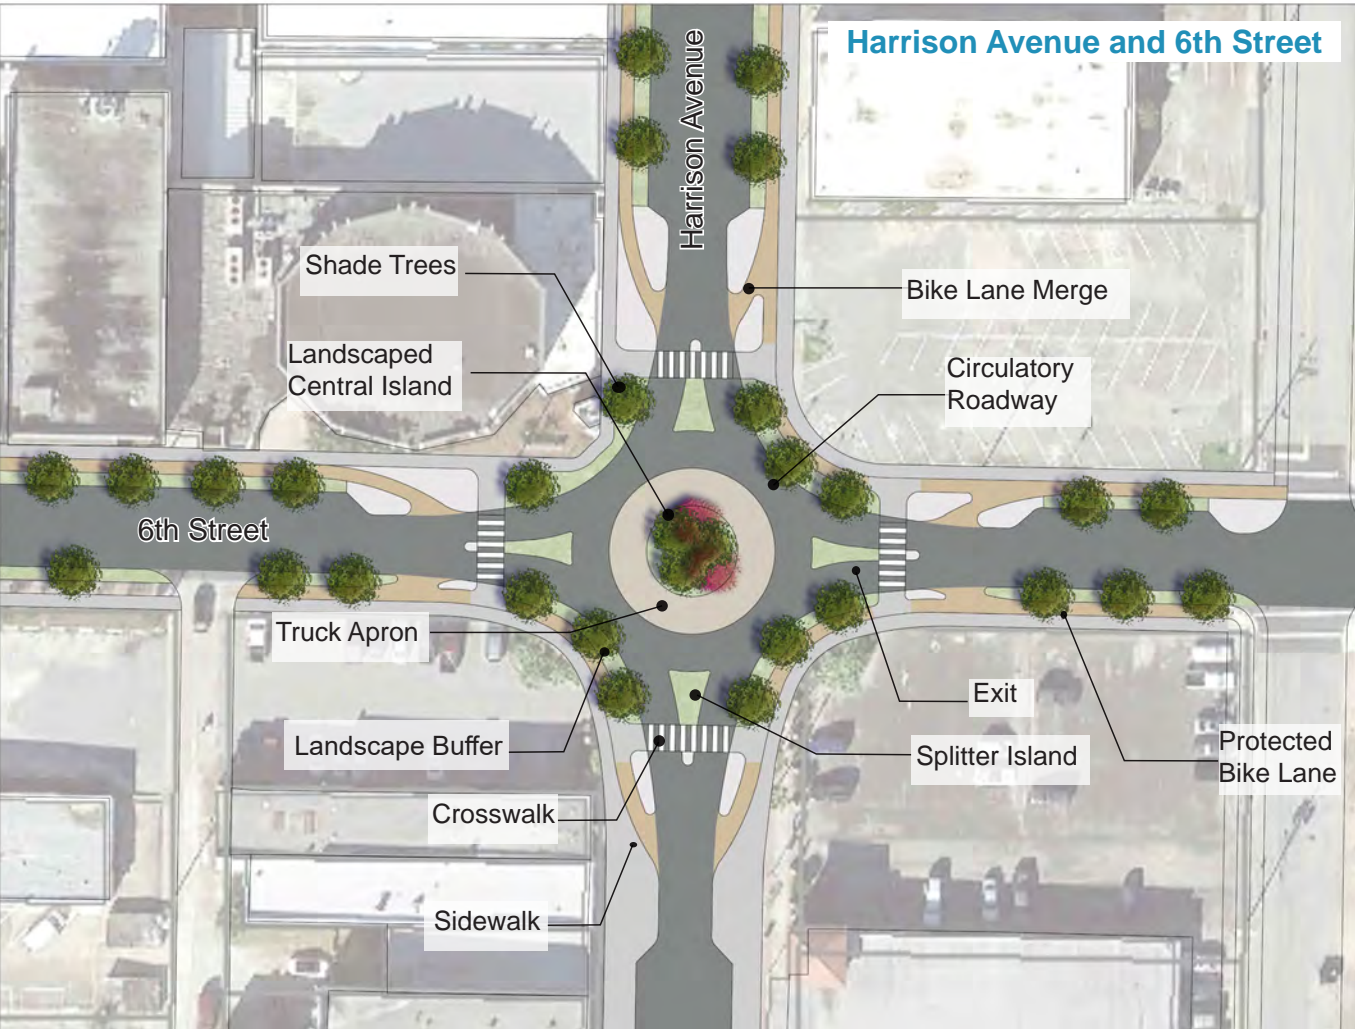 Harrison Avenue and 6th Street
Harrison Avenue
Shade Trees
Bike Lane Merge
Landscaped
Central Island
Circulatory
Roadway
6th Street
Truck Apron
Exit
Landscape Buffer
Splitter Island
Protected
Bike Lane
Crosswalk
Sidewalk